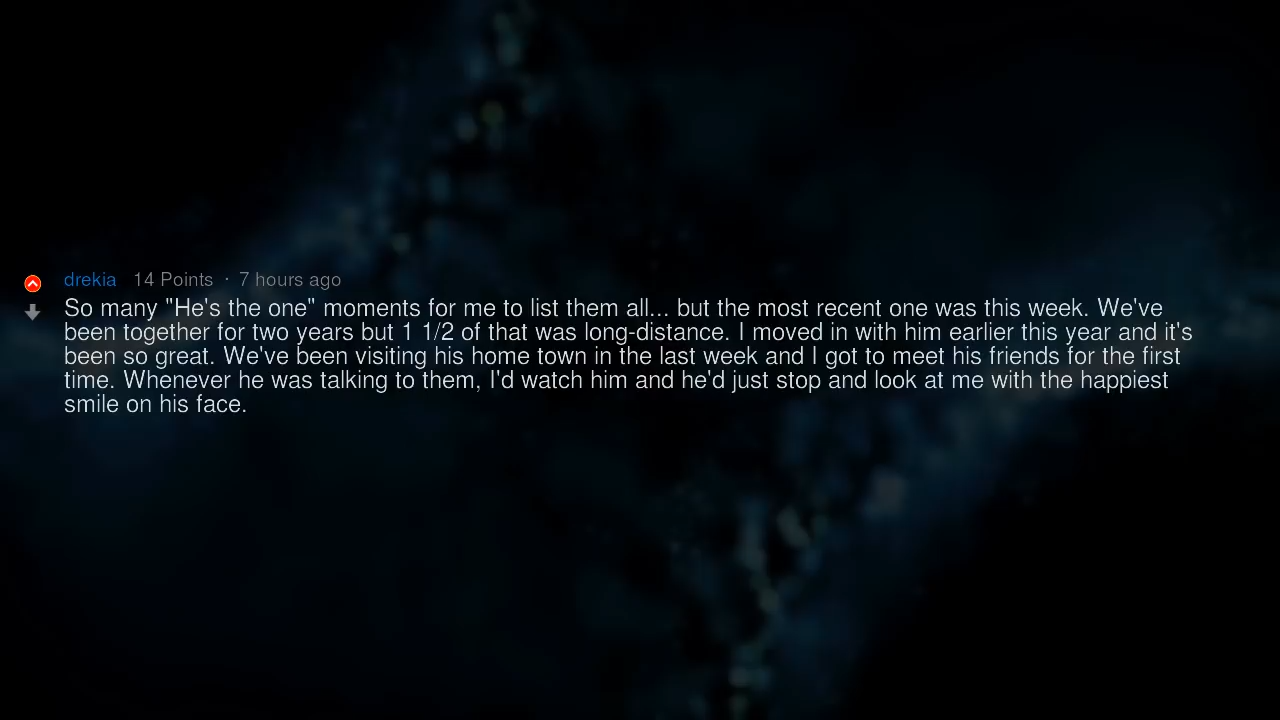 drekia 14 Points · 7 hours ago
So many "He's the one" moments for me to list them all... but the most recent one was this week. We've
been together for two years but 1 1/2 of that was long-distance. I moved in with him earlier this year and it's
been so great. We've been visiting his home town in the last week and I got to meet his friends for the first
time. Whenever he was talking to them, I'd watch him and he'd just stop and look at me with the happiest
smile on his face.